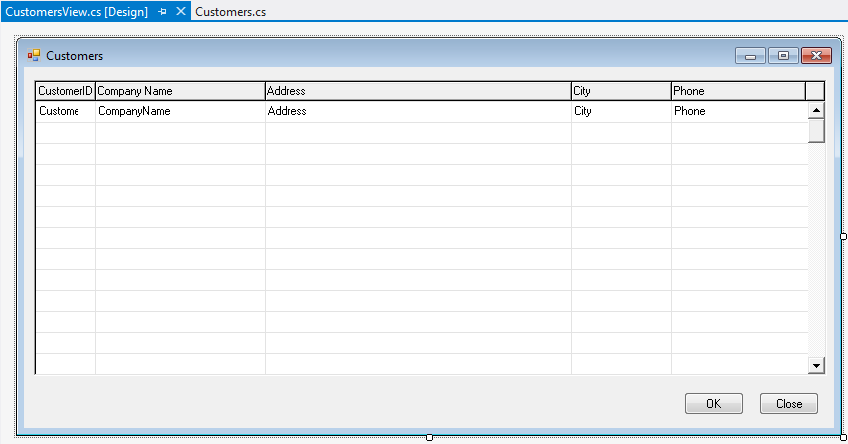 CustomersView.cs [Design] Customers.cs
Customers
CustomerID Company Name Address City Phone
Custome CompanyName Address City Phone
OK Close